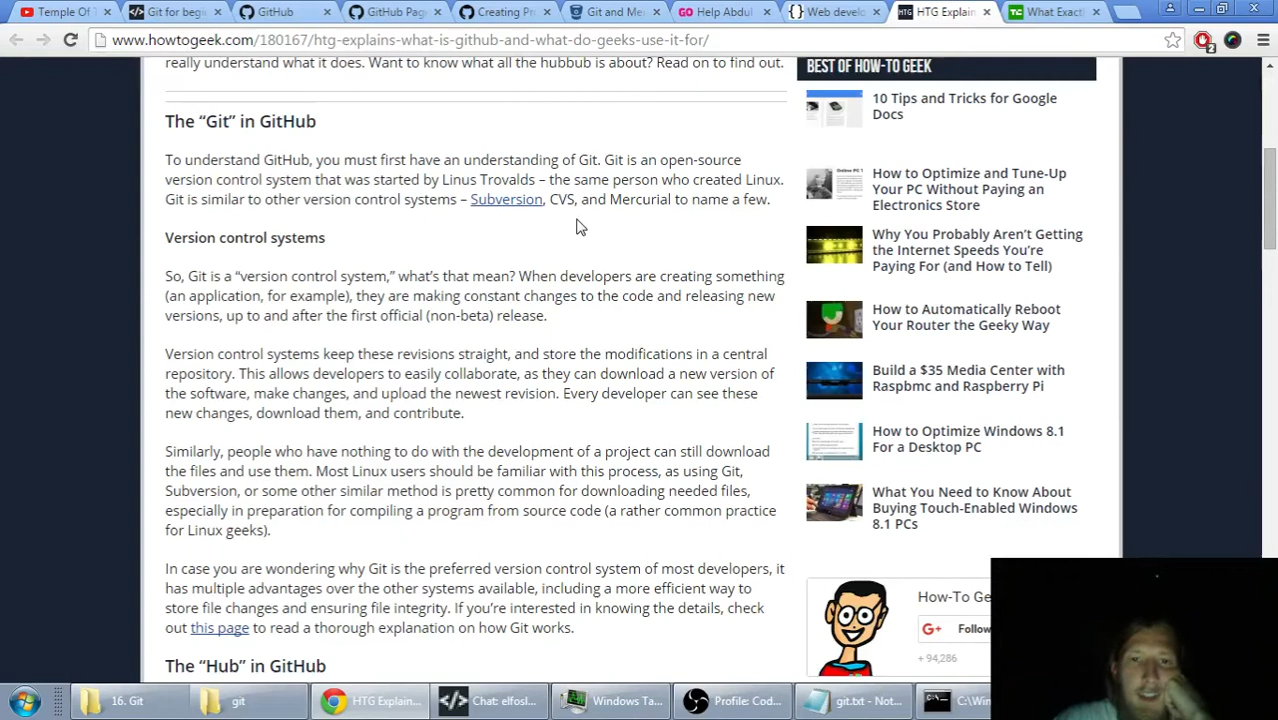 Temple Of T
Git for begi
GitHub
GitHub Pag
Creating Pr
Git and Me
Help Abdul
Web develo
HTG Explain
What Exactl
www.howtogeek.com/180167/htg-explains-what-is-github-and-what-do-geeks-use-it-for/
2
really understand what it does. Want to know what all the hubbub is about? Read on to find out.
The “Git” in GitHub
To understand GitHub, you must first have an understanding of Git. Git is an open-source
version control system that was started by Linus Trovalds – the same person who created Linux.
Git is similar to other version control systems – Subversion, CVS, and Mercurial to name a few.
Version control systems
So, Git is a “version control system,” what’s that mean? When developers are creating something
(an application, for example), they are making constant changes to the code and releasing new
versions, up to and after the first official (non-beta) release.
Version control systems keep these revisions straight, and store the modifications in a central
repository. This allows developers to easily collaborate, as they can download a new version of
the software, make changes, and upload the newest revision. Every developer can see these
new changes, download them, and contribute.
Similarly, people who have nothing to do with the development of a project can still download
the files and use them. Most Linux users should be familiar with this process, as using Git,
Subversion, or some other similar method is pretty common for downloading needed files,
especially in preparation for compiling a program from source code (a rather common practice
for Linux geeks).
In case you are wondering why Git is the preferred version control system of most developers, it
has multiple advantages over the other systems available, including a more efficient way to
store file changes and ensuring file integrity. If you’re interested in knowing the details, check
out this page to read a thorough explanation on how Git works.
The “Hub” in GitHub
BEST OF HOW-TO GEEK
10 Tips and Tricks for Google
Docs
How to Optimize and Tune-Up
Your PC Without Paying an
Electronics Store
Why You Probably Aren’t Getting
the Internet Speeds You’re
Paying For (and How to Tell)
How to Automatically Reboot
Your Router the Geeky Way
Build a $35 Media Center with
Raspbmc and Raspberry Pi
How to Optimize Windows 8.1
For a Desktop PC
What You Need to Know About
Buying Touch-Enabled Windows
8.1 PCs
How-To Ge
G+ Follow
+ 94,286
16. Git
git
HTG Explain...
Chat: elfosl...
Windows Ta...
Profile: Cod...
git.txt - Not...
C:\Win